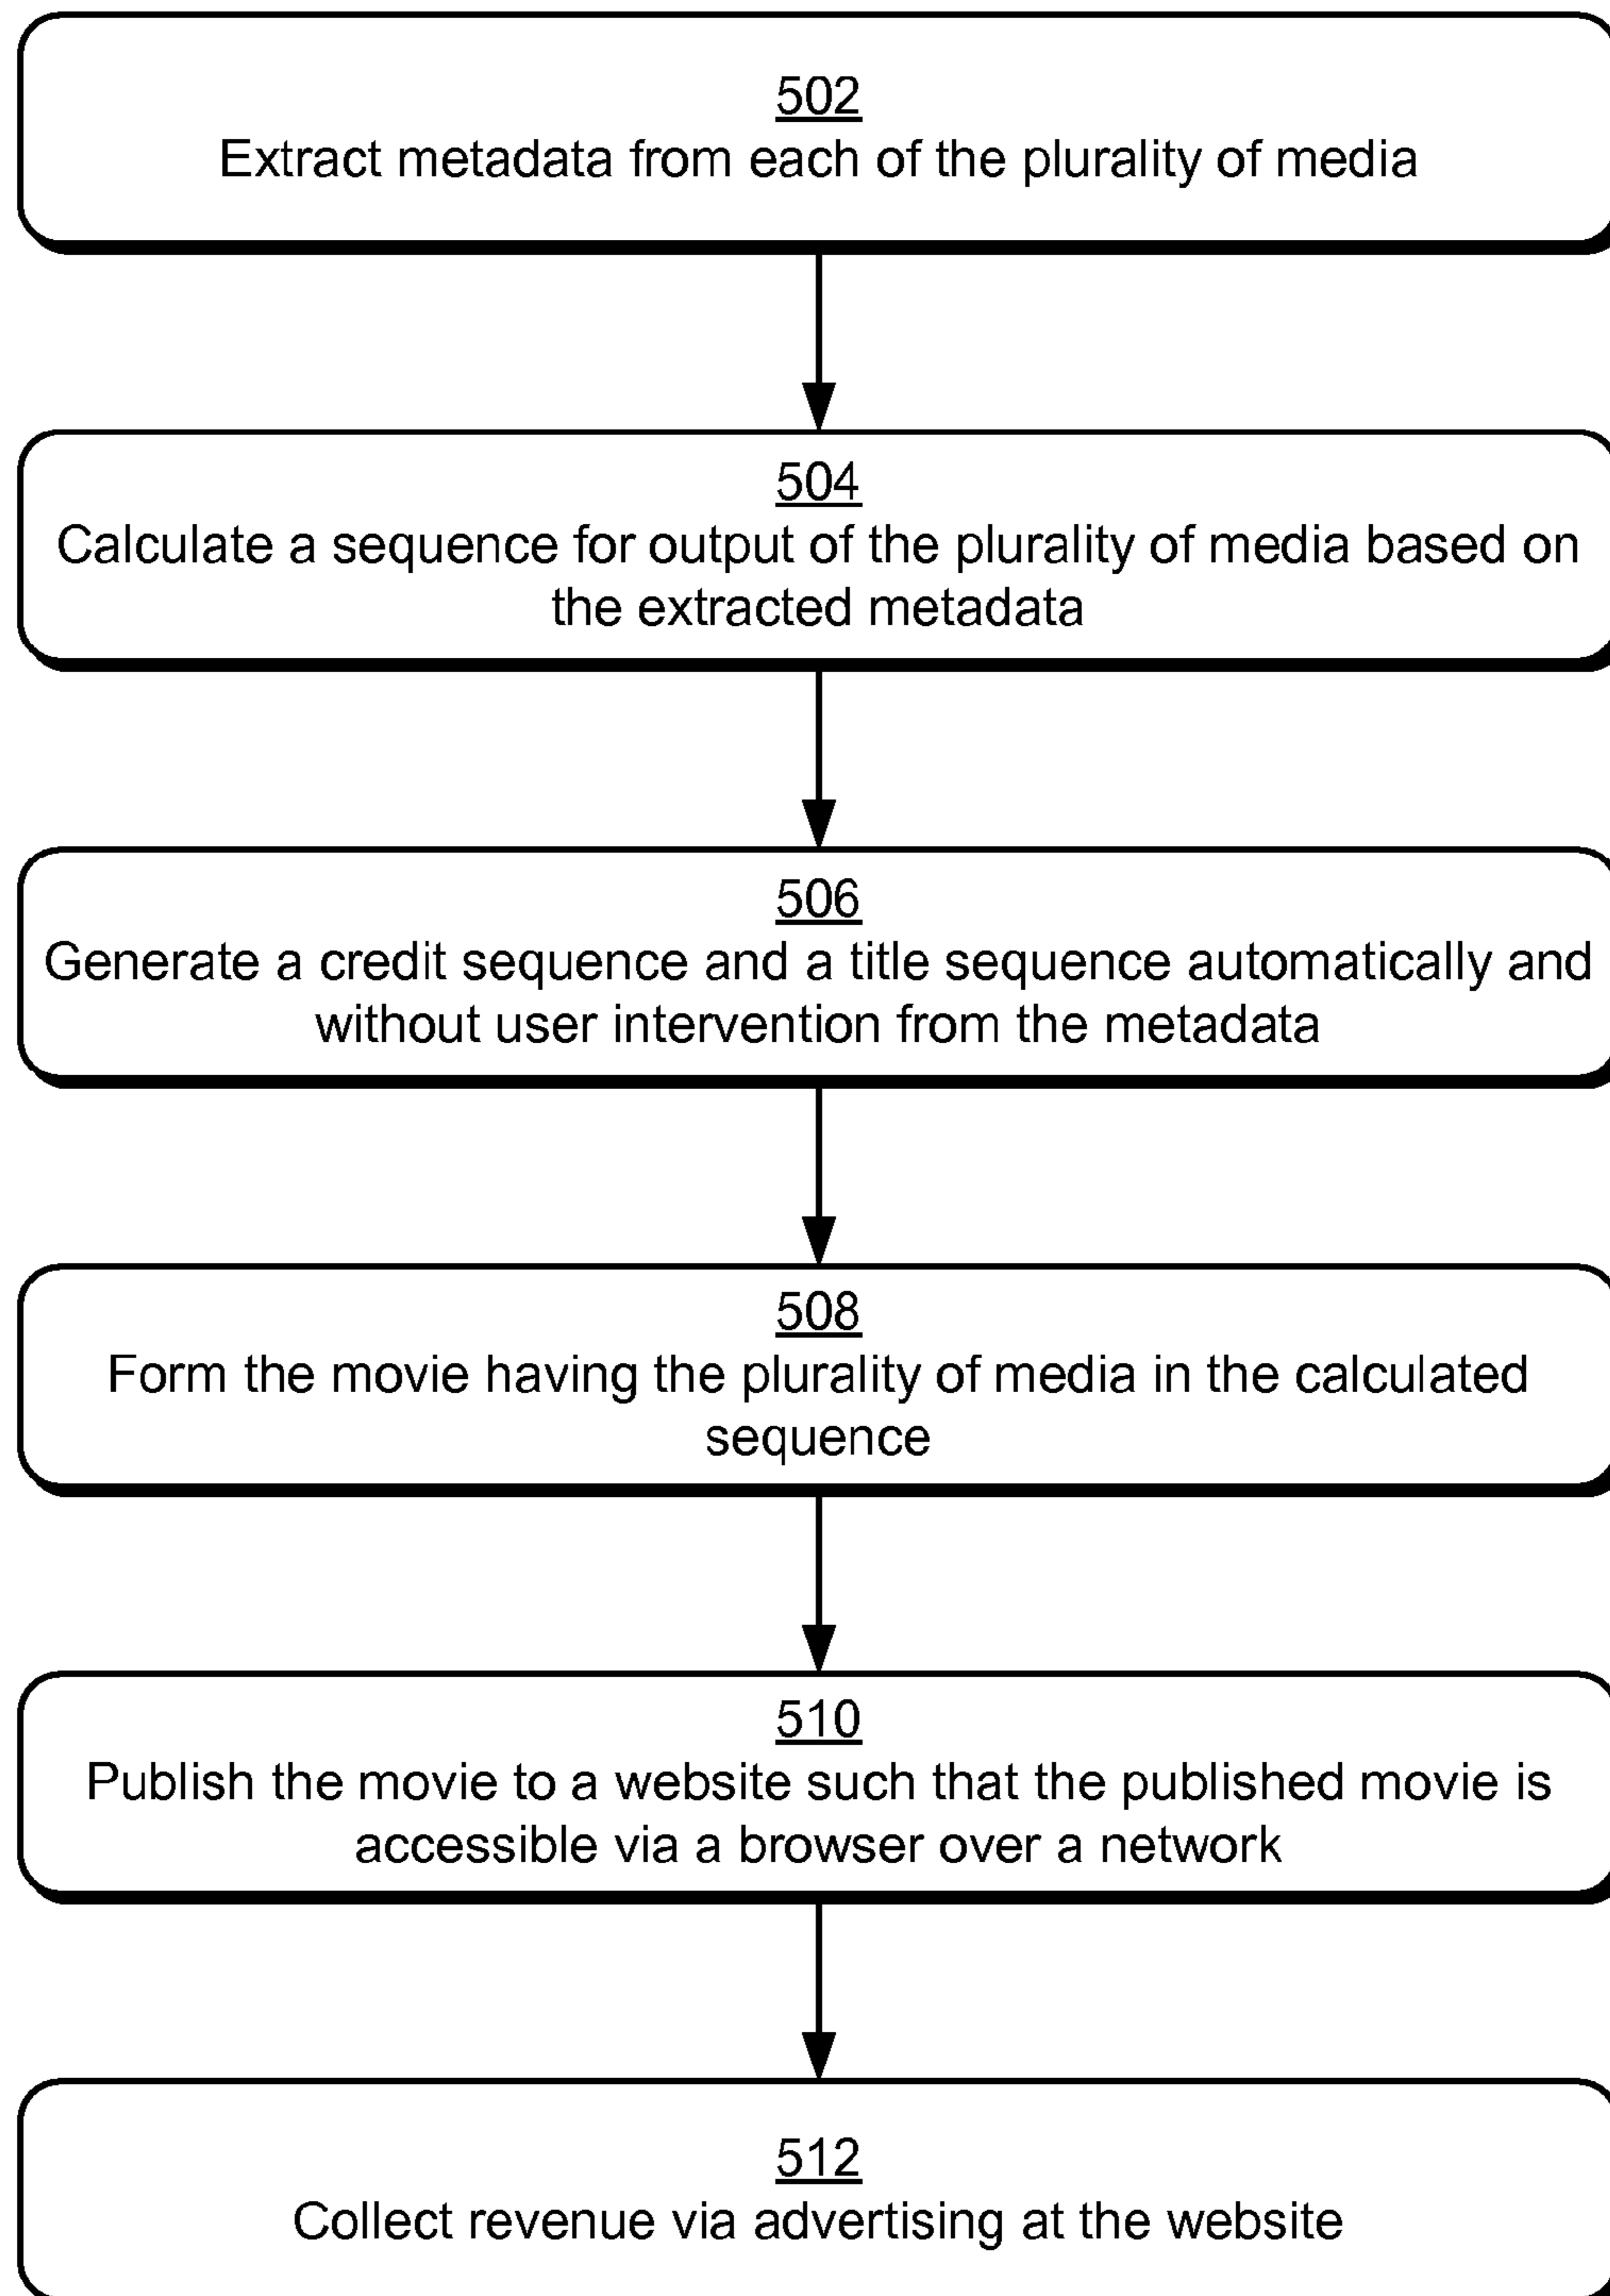 502
Extract metadata from each of the plurality of media
504
Calculate a sequence for output of the plurality of media based on
the extracted metadata
506
Generate a credit sequence and a title sequence automatically and
without user intervention from the metadata
508
Form the movie having the plurality of media in the calculated
sequence
510
Publish the movie to a website such that the published movie is
accessible via a browser over a network
512
Collect revenue via advertising at the website